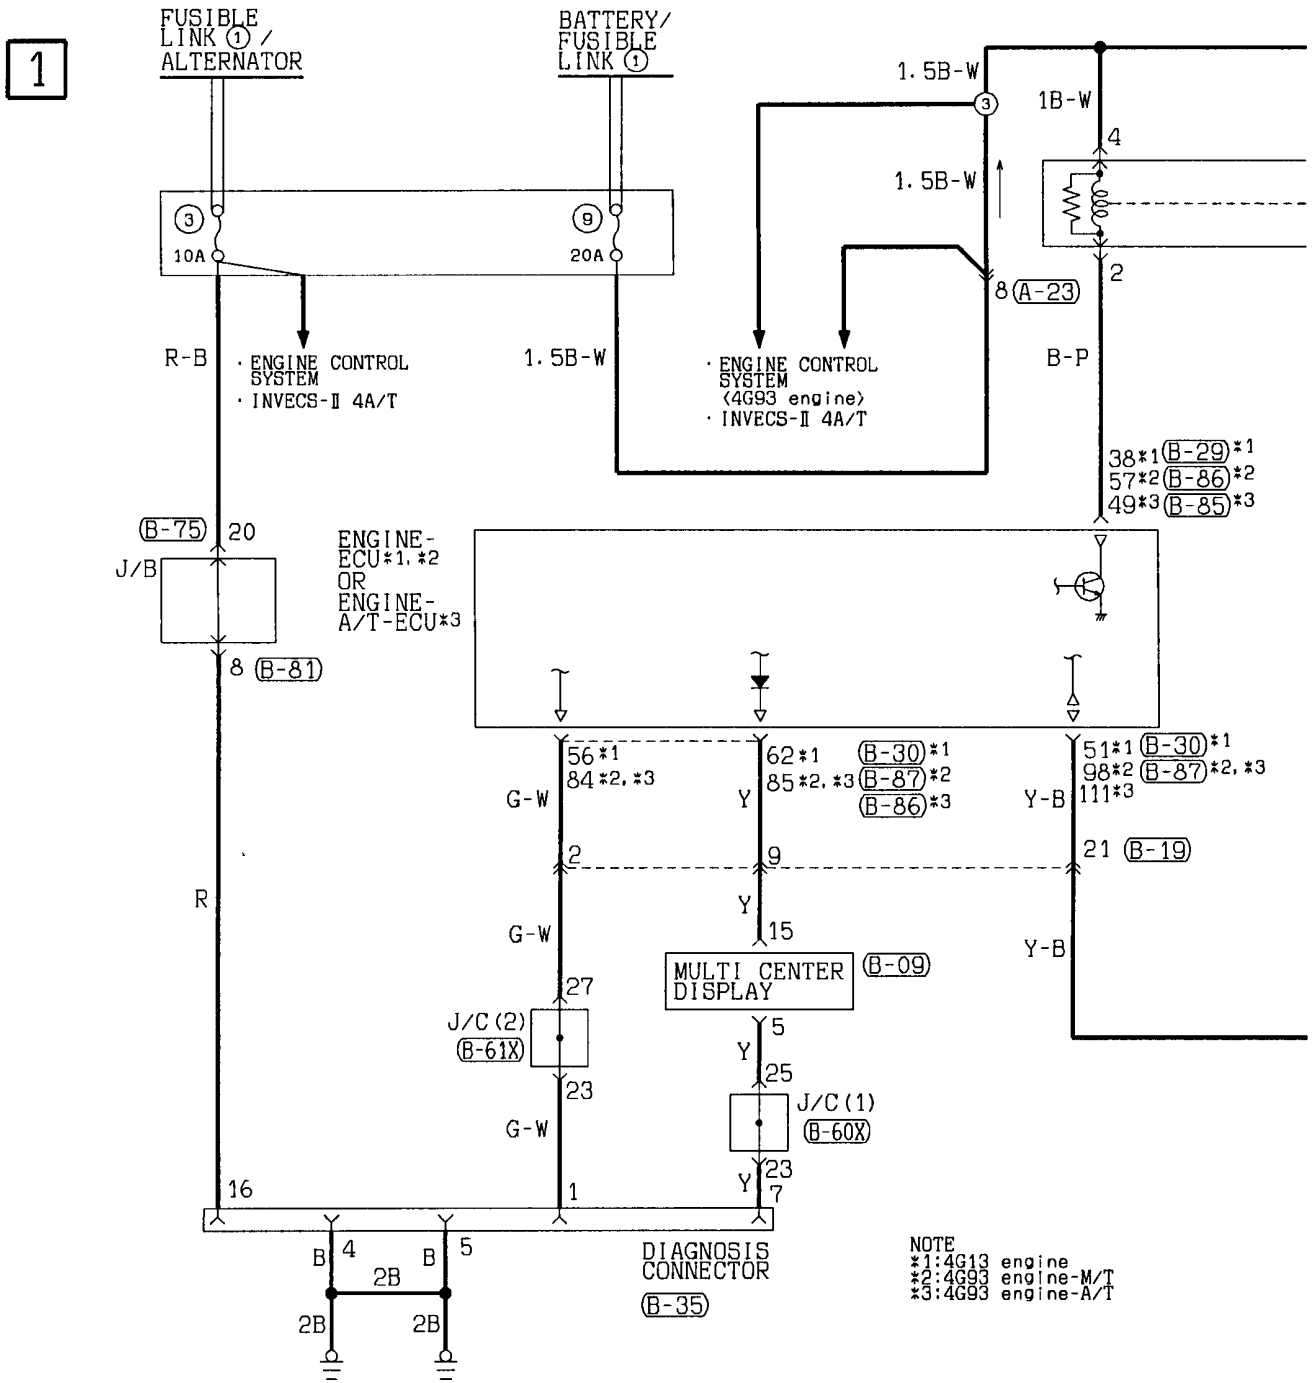 1
FUSIBLE
LINK ① /
ALTERNATOR
BATTERY/
FUSIBLE
LINK ①
1.5B-W
3
1B-W
4
1.5B-W
3
10A
9
20A
8 (A-23)
2
R-B
· ENGINE CONTROL
SYSTEM
· INVECS-Ⅱ 4A/T
1.5B-W
· ENGINE CONTROL
SYSTEM
〈4G93 engine〉
· INVECS-Ⅱ 4A/T
B-P
38*1 (B-29)*1
57*2 (B-86)*2
49*3 (B-85)*3
(B-75) 20
J/B
8 (B-81)
ENGINE-
ECU*1,*2
OR
ENGINE-
A/T-ECU*3
56*1
84*2,*3
62*1
85*2,*3
(B-30)*1
(B-87)*2
(B-86)*3
51*1 (B-30)*1
98*2 (B-87)*2,*3
111*3
G-W
Y
Y-B
2
9
21 (B-19)
R
G-W
Y
Y-B
15
MULTI CENTER
DISPLAY
(B-09)
27
J/C(2)
(B-61X)
23
5
Y
25
J/C(1)
(B-60X)
G-W
23
Y
16
1
7
4
5
B
B
2B
2B
2B
DIAGNOSIS
CONNECTOR
(B-35)
NOTE
*1:4G13 engine
*2:4G93 engine-M/T
*3:4G93 engine-A/T